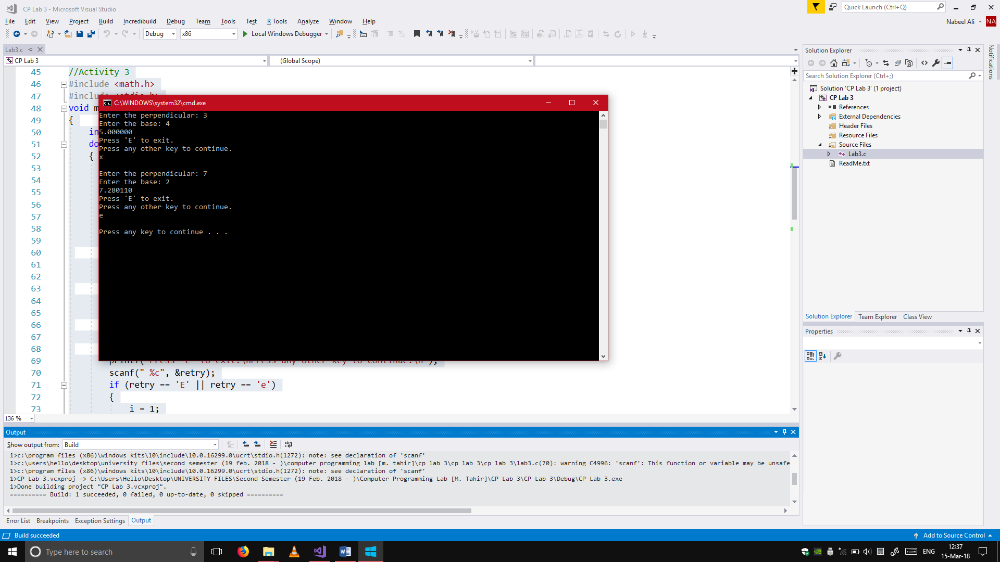 CP Lab 3 - Microsoft Visual Studio
Quick Launch (Ctrl+Q)
File Edit View Project Build Incredibuild Debug Team Tools Test R Tools Analyze Window Help
Nabeel Ali NA
Debug x86 Local Windows Debugger
Lab3.c
CP Lab 3 (Global Scope)
45 //Activity 3
46 #include <math.h>
47 #inclu
48 void m
49 {
50 in
51 do
52 {
53
54
55
56
57
58
59
60
61
62
63
64
65
66
67
68
69 printf("Press 'E' to exit.\nPress any other key to continue.\n");
70 scanf(" %c", &retry);
71 if (retry == 'E' || retry == 'e')
72 {
73 i = 1;
136 %
C:\WINDOWS\system32\cmd.exe
Enter the perpendicular: 3
Enter the base: 4
5.000000
Press 'E' to exit.
Press any other key to continue.
x
Enter the perpendicular: 7
Enter the base: 2
7.280110
Press 'E' to exit.
Press any other key to continue.
e
Press any key to continue . . .
Output
Show output from: Build
1>c:\program files (x86)\windows kits\10\include\10.0.16299.0\ucrt\stdio.h(1272): note: see declaration of 'scanf'
1>c:\users\hello\desktop\university files\second semester (19 feb. 2018 - )\computer programming lab [m. tahir]\cp lab 3\cp lab 3\cp lab 3\lab3.c(70): warning C4996: 'scanf': This function or variable may be unsafe
1>c:\program files (x86)\windows kits\10\include\10.0.16299.0\ucrt\stdio.h(1272): note: see declaration of 'scanf'
1>CP Lab 3.vcxproj -> C:\Users\Hello\Desktop\UNIVERSITY FILES\Second Semester (19 Feb. 2018 - )\Computer Programming Lab [M. Tahir]\CP Lab 3\CP Lab 3\Debug\CP Lab 3.exe
1>Done building project "CP Lab 3.vcxproj".
========== Build: 1 succeeded, 0 failed, 0 up-to-date, 0 skipped ==========
Error List Breakpoints Exception Settings Output
Solution Explorer
Search Solution Explorer (Ctrl+;)
Solution 'CP Lab 3' (1 project)
CP Lab 3
References
External Dependencies
Header Files
Resource Files
Source Files
Lab3.c
ReadMe.txt
Solution Explorer Team Explorer Class View
Properties
Notifications
Build succeeded
Add to Source Control
Type here to search
ENG
12:37
15-Mar-18